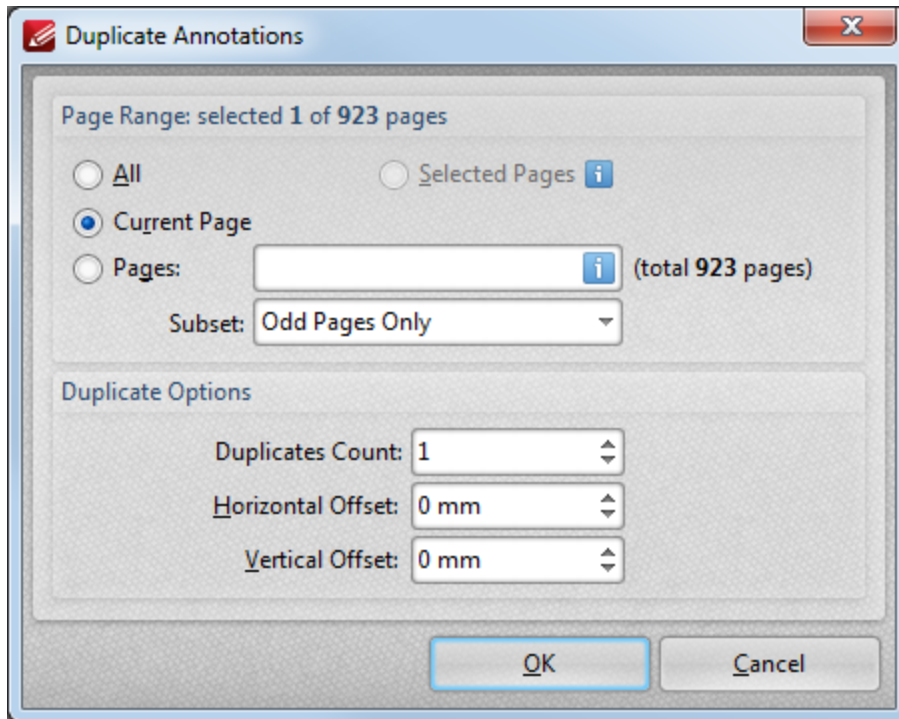 Duplicate Annotations
Page Range: selected 1 of 923 pages
All Selected Pages i
Current Page
Pages: i (total 923 pages)
Subset: Odd Pages Only
Duplicate Options
Duplicates Count: 1
Horizontal Offset: 0 mm
Vertical Offset: 0 mm
OK Cancel